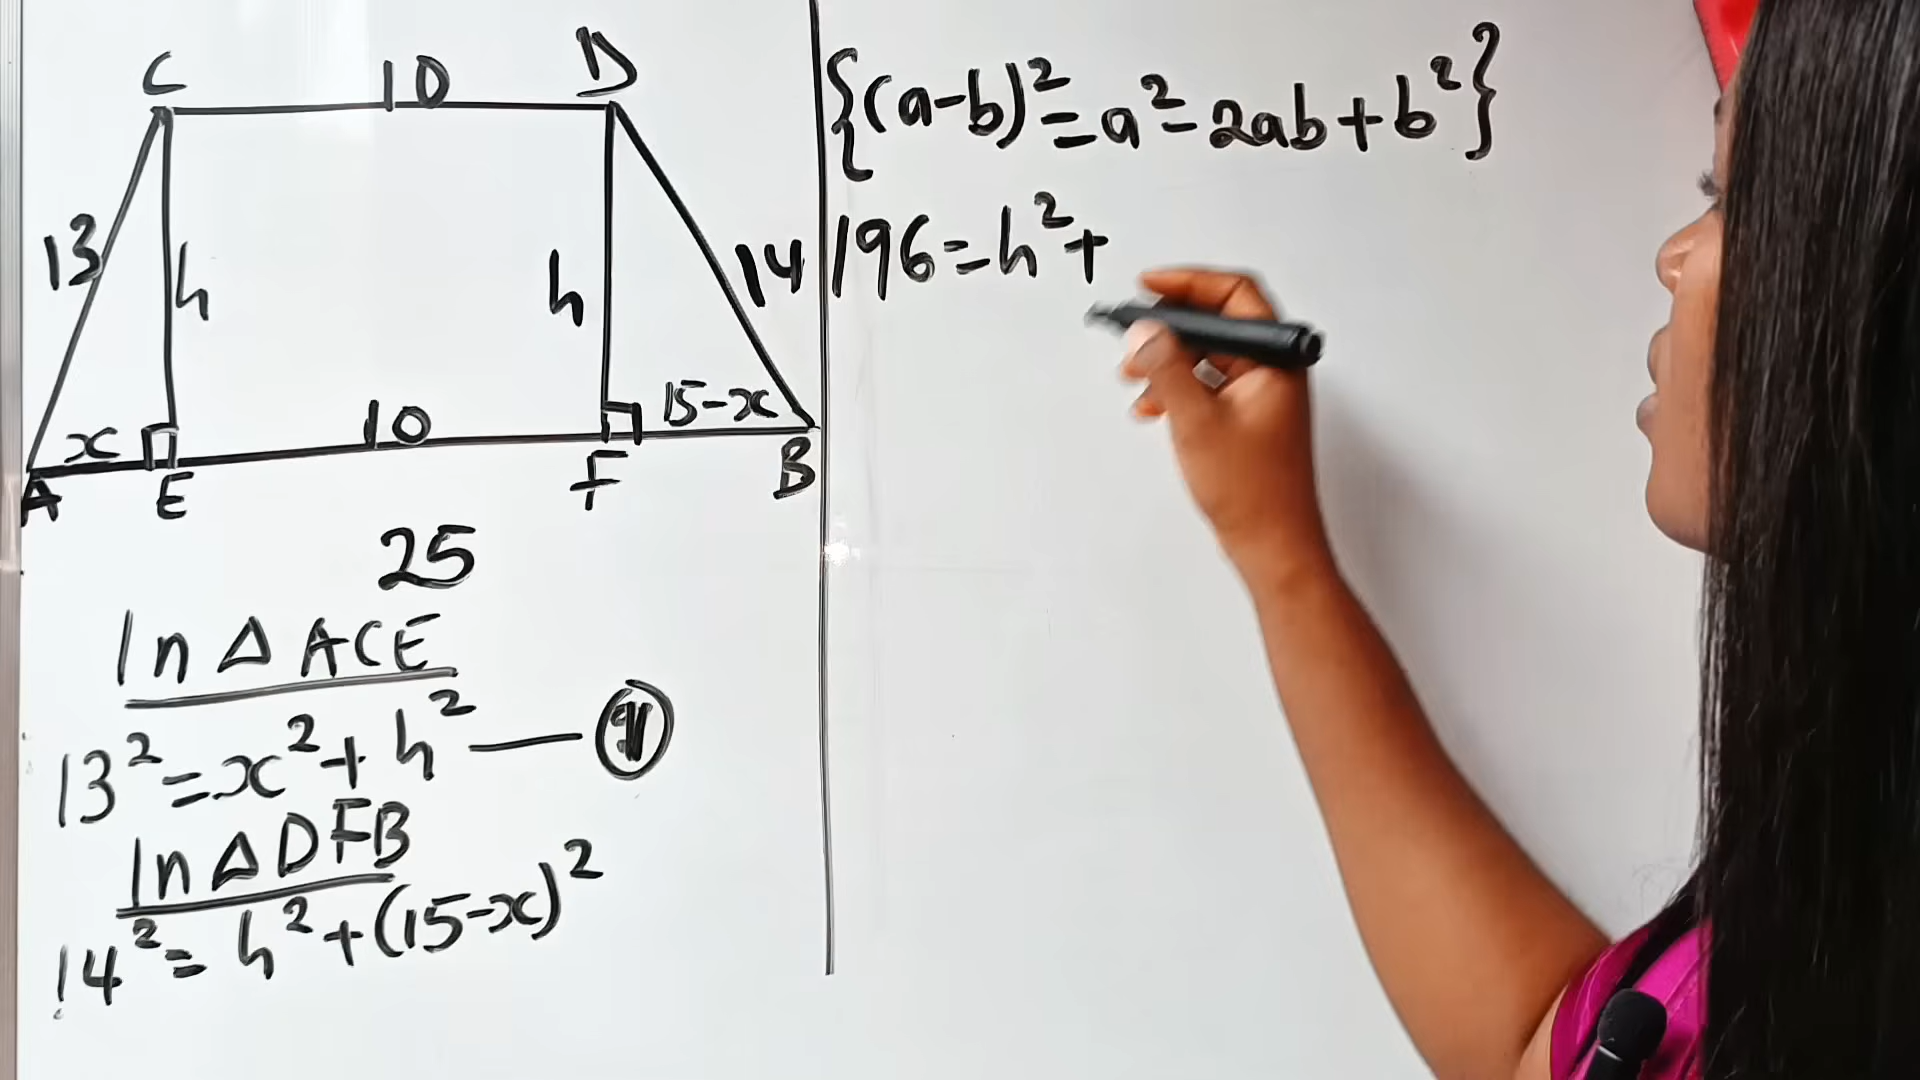 C 10 D
13 h h 14
x 10 15-x
A E F B
25
In △ ACE
13² = x² + h² —
In △ DFB
14² = h² + (15-x)²
{(a-b)² = a² - 2ab + b²}
196 = h² +